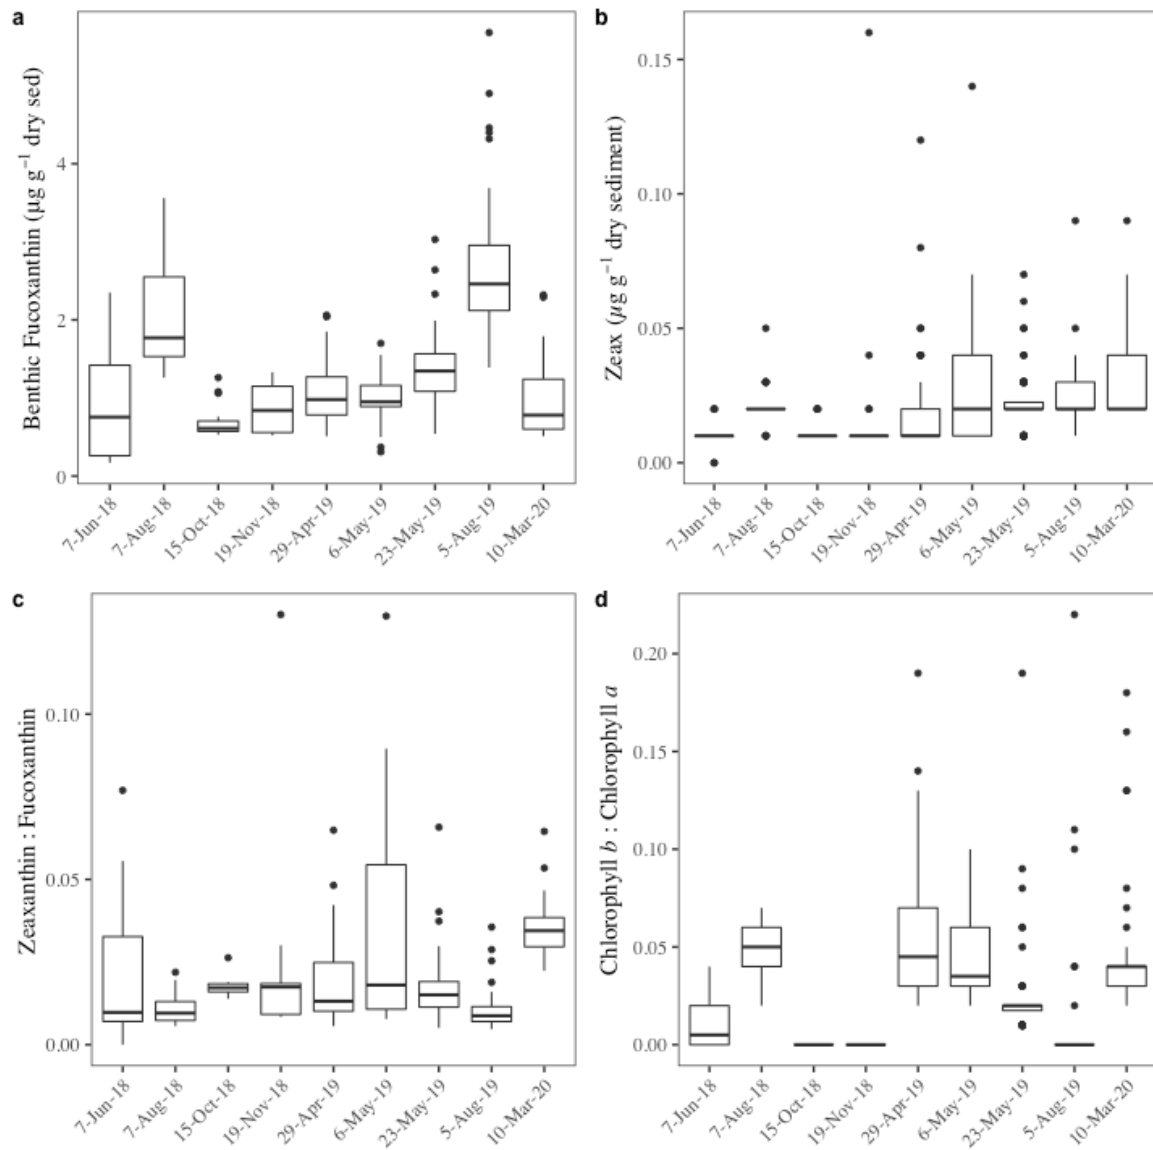 a
Benthic Fucoxanthin (µg g⁻¹ dry sed)
4
2
0
7-Jun-18
7-Aug-18
15-Oct-18
19-Nov-18
29-Apr-19
6-May-19
23-May-19
5-Aug-19
10-Mar-20
b
Zeax (µg g⁻¹ dry sediment)
0.15
0.10
0.05
0.00
7-Jun-18
7-Aug-18
15-Oct-18
19-Nov-18
29-Apr-19
6-May-19
23-May-19
5-Aug-19
10-Mar-20
c
Zeaxanthin : Fucoxanthin
0.10
0.05
0.00
7-Jun-18
7-Aug-18
15-Oct-18
19-Nov-18
29-Apr-19
6-May-19
23-May-19
5-Aug-19
10-Mar-20
d
Chlorophyll b : Chlorophyll a
0.20
0.15
0.10
0.05
0.00
7-Jun-18
7-Aug-18
15-Oct-18
19-Nov-18
29-Apr-19
6-May-19
23-May-19
5-Aug-19
10-Mar-20